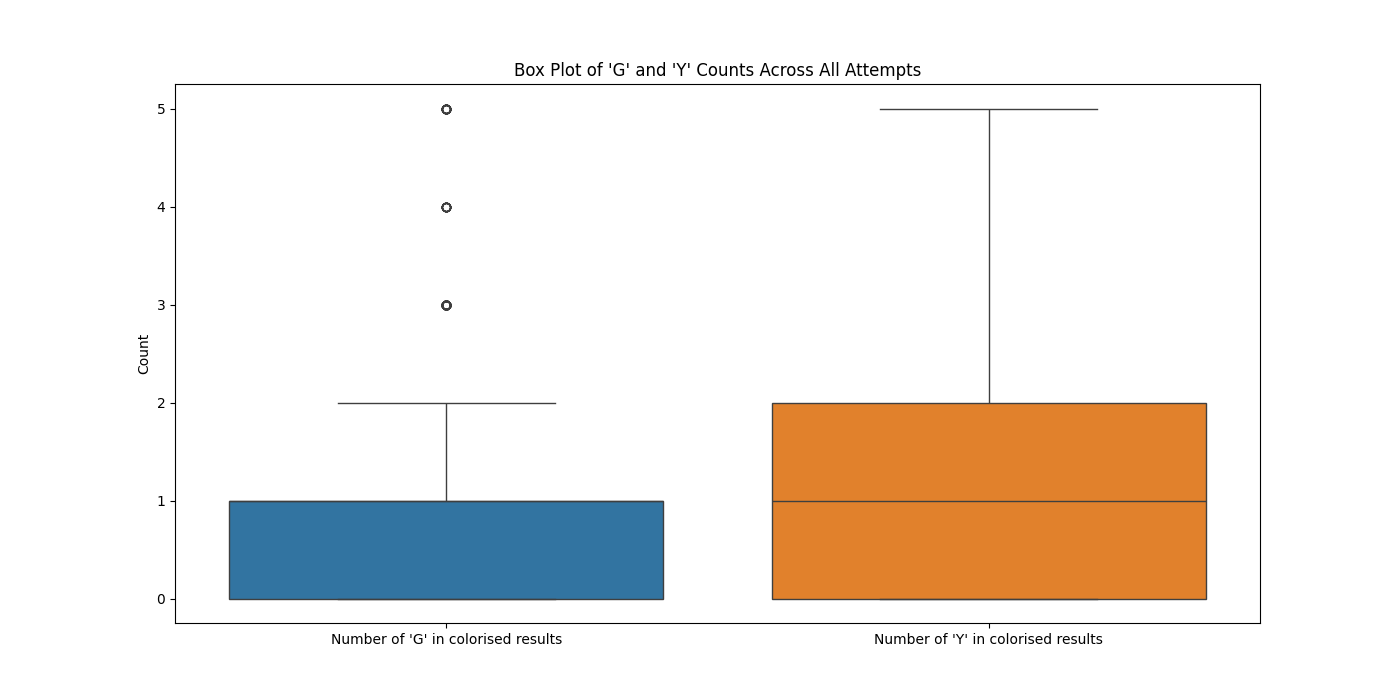 Box Plot of 'G' and 'Y' Counts Across All Attempts
5
4
3
2
1
0
Count
Number of 'G' in colorised results
Number of 'Y' in colorised results